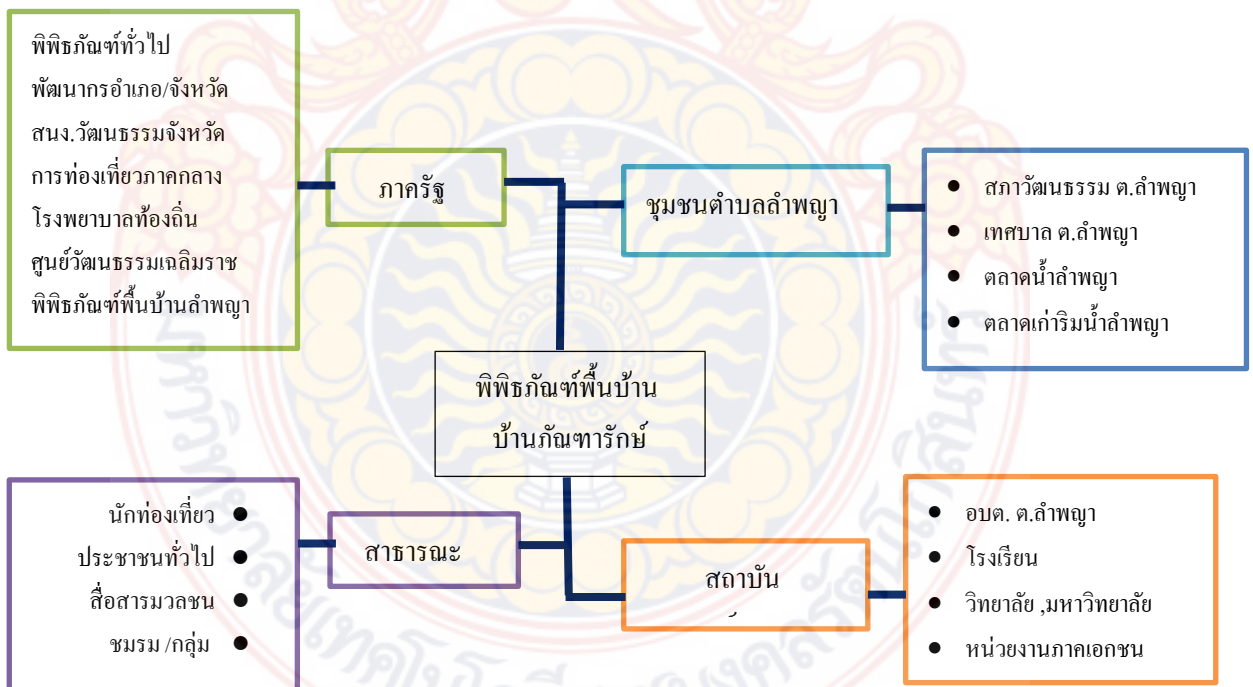 พิพิธภัณฑ์ทั่วไป
พัฒนากรอำเภอ/จังหวัด
สนง.วัฒนธรรมจังหวัด
การท่องเที่ยวภาคกลาง
โรงพยาบาลท้องถิ่น
ศูนย์วัฒนธรรมเฉลิมราช
พิพิธภัณฑ์พื้นบ้านลำพญา
ภาครัฐ
ชุมชนตำบลลำพญา
● สภาวัฒนธรรม ต.ลำพญา
● เทศบาล ต.ลำพญา
● ตลาดน้ำลำพญา
● ตลาดเก่าริมน้ำลำพญา
พิพิธภัณฑ์พื้นบ้าน
บ้านภัณฑารักษ์
นักท่องเที่ยว ●
ประชาชนทั่วไป ●
สื่อสารมวลชน ●
ชมรม /กลุ่ม ●
สาธารณะ
สถาบัน
● อบต. ต.ลำพญา
● โรงเรียน
● วิทยาลัย ,มหาวิทยาลัย
● หน่วยงานภาคเอกชน